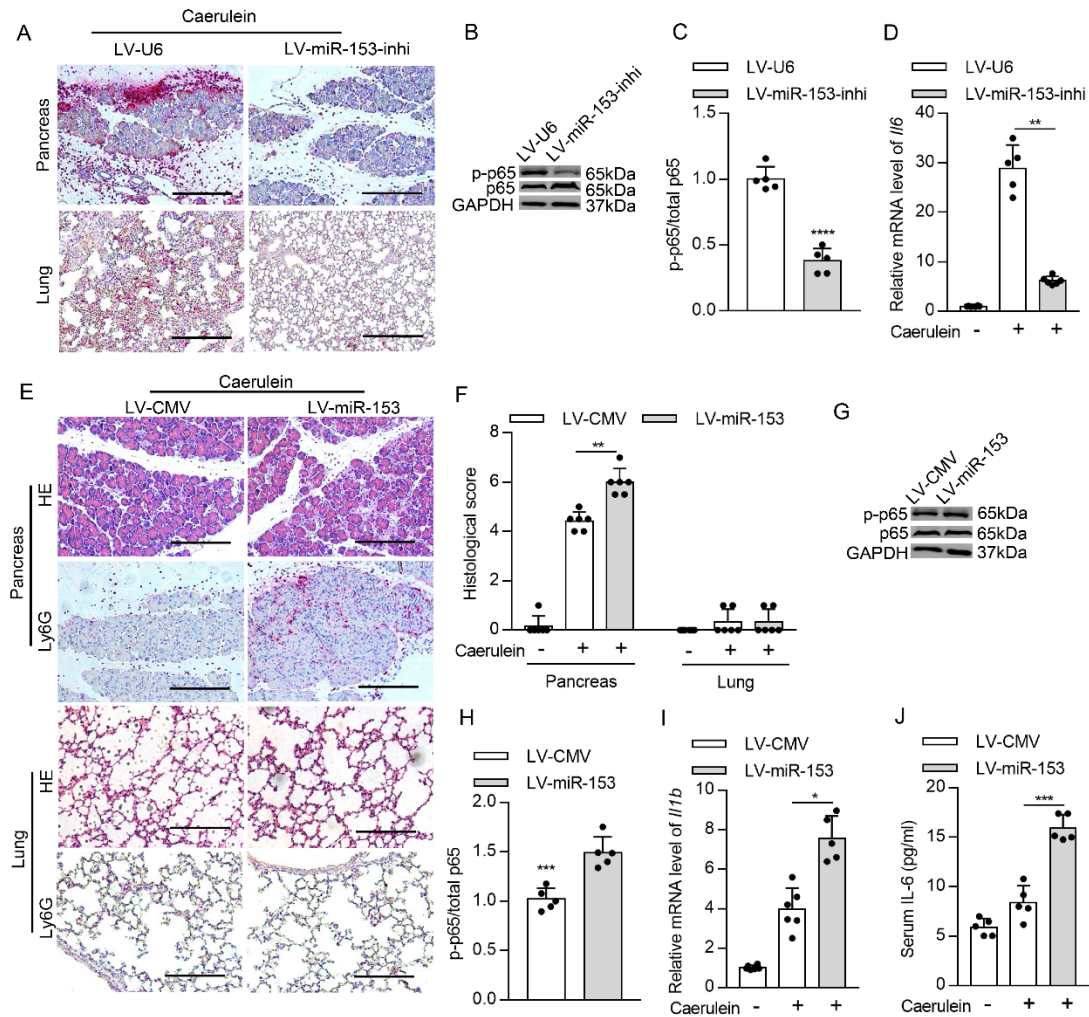 A
Caerulein
LV-U6 LV-miR-153-inhi
Pancreas
Lung
B
LV-U6
LV-miR-153-inhi
p-p65 65kDa
p65 65kDa
GAPDH 37kDa
C
LV-U6
LV-miR-153-inhi
p-p65/total p65
1.5
1.0
0.5
0.0
****
D
LV-U6
LV-miR-153-inhi
Relative mRNA level of Il6
40
30
20
10
0
**
Caerulein - + +
E
Caerulein
LV-CMV LV-miR-153
Pancreas
HE
Ly6G
Lung
HE
Ly6G
F
LV-CMV LV-miR-153
Histological score
6
4
2
0
**
Caerulein - + + - + +
Pancreas Lung
G
LV-CMV
LV-miR-153
p-p65 65kDa
p65 65kDa
GAPDH 37kDa
H
LV-CMV
LV-miR-153
p-p65/total p65
2.0
1.5
1.0
0.5
0.0
***
I
LV-CMV
LV-miR-153
Relative mRNA level of Il1b
10
8
6
4
2
0
*
Caerulein - + +
J
LV-CMV
LV-miR-153
Serum IL-6 (pg/ml)
20
15
10
5
0
***
Caerulein - + +